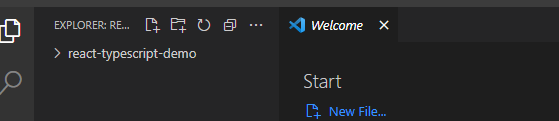 EXPLORER: RE...
Welcome
react-typescript-demo
Start
New File...